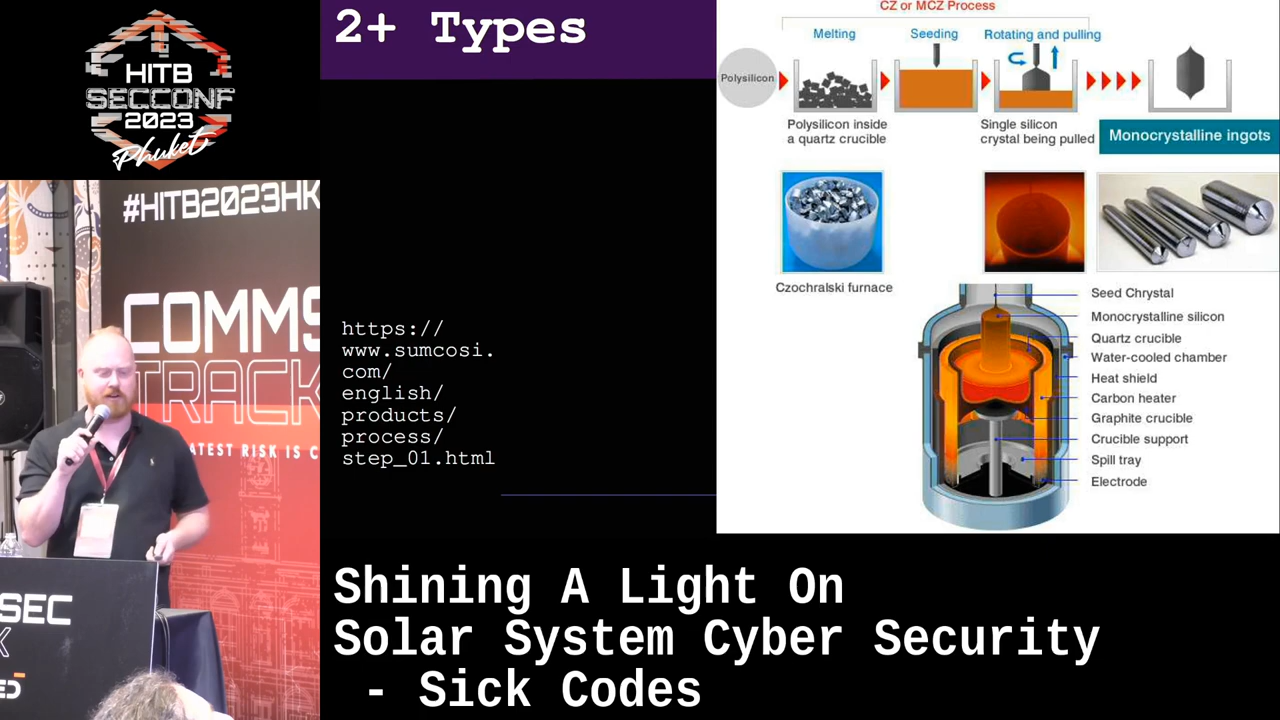 HITB
SECCONF
2023
Phuket
#HITB2023HK
COMMS
TRACK
ATEST RISK IS C
SEC
ED
2+ Types
https://
www.sumcosi.
com/
english/
products/
process/
step_01.html
CZ or MCZ Process
Melting
Seeding
Rotating and pulling
Polysilicon
Polysilicon inside
a quartz crucible
Single silicon
crystal being pulled
Monocrystalline ingots
Czochralski furnace
Seed Chrystal
Monocrystalline silicon
Quartz crucible
Water-cooled chamber
Heat shield
Carbon heater
Graphite crucible
Crucible support
Spill tray
Electrode
Shining A Light On
Solar System Cyber Security
- Sick Codes